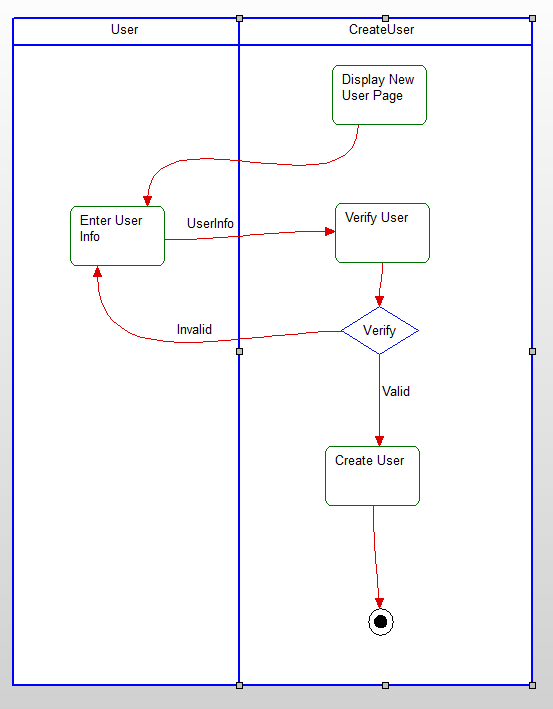 User
CreateUser
Display New
User Page
Enter User
Info
UserInfo
Verify User
Invalid
Verify
Valid
Create User